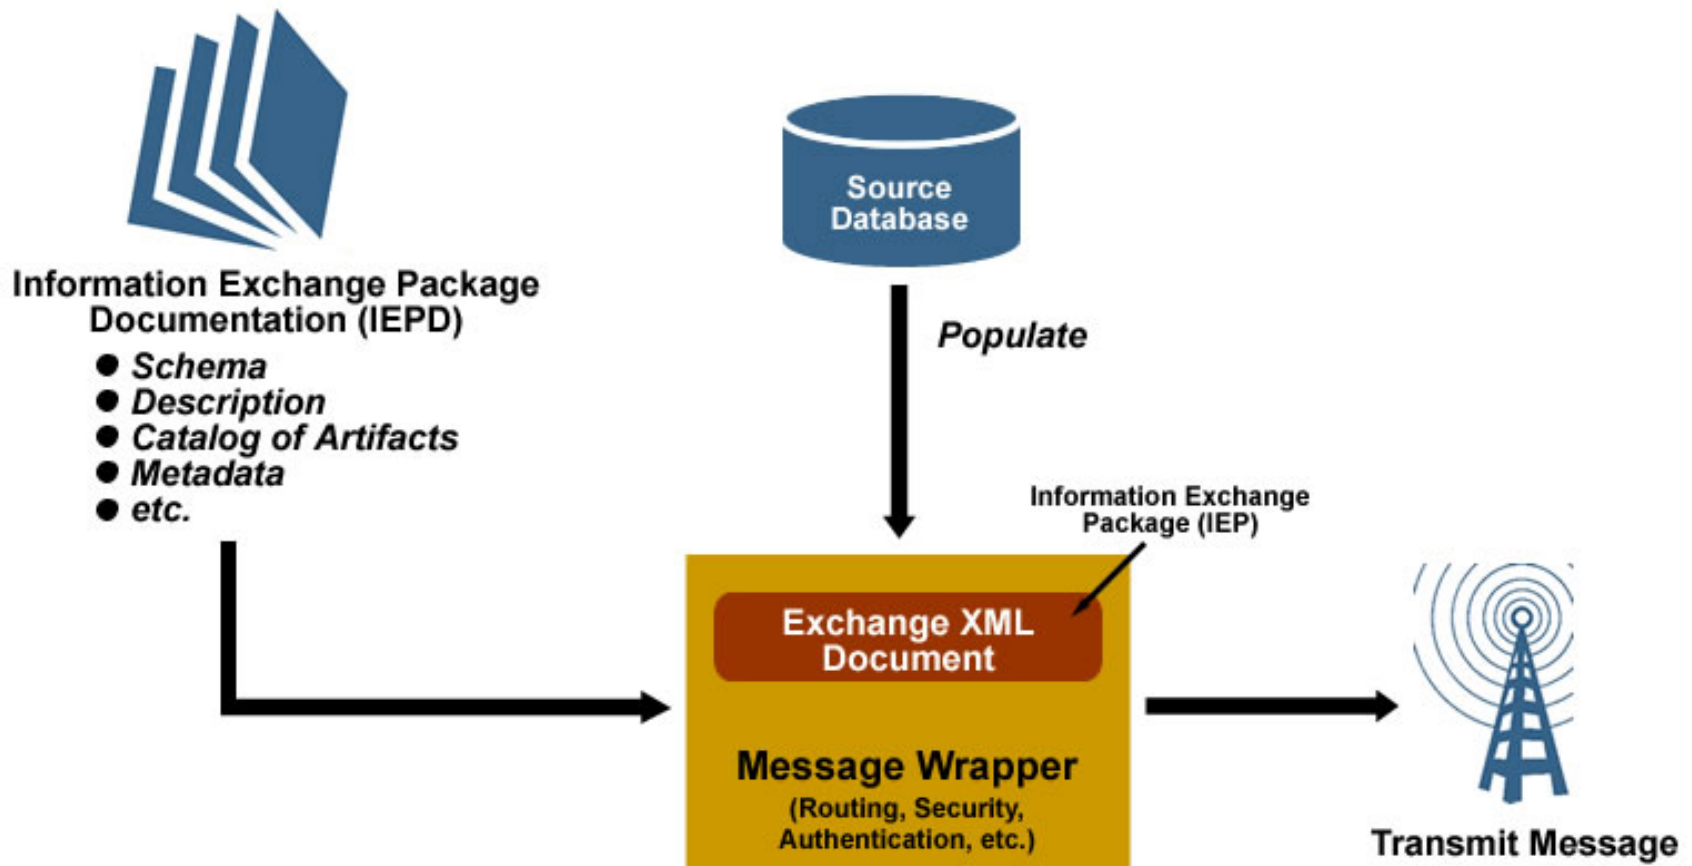 Information Exchange Package
Documentation (IEPD)
● Schema
● Description
● Catalog of Artifacts
● Metadata
● etc.
Source
Database
Populate
Information Exchange
Package (IEP)
Exchange XML
Document
Message Wrapper
(Routing, Security,
Authentication, etc.)
Transmit Message